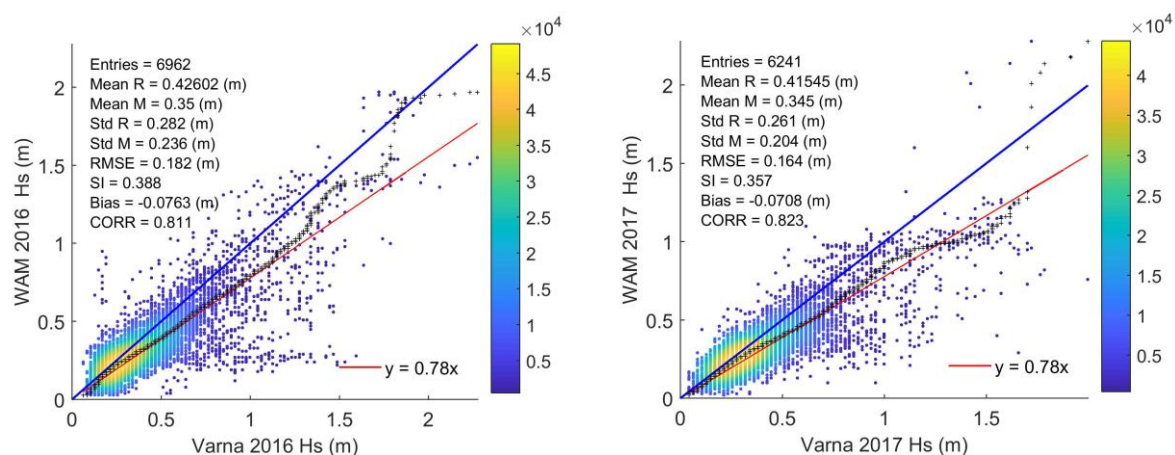 ×10⁴
Entries = 6962
Mean R = 0.42602 (m)
Mean M = 0.35 (m)
Std R = 0.282 (m)
Std M = 0.236 (m)
RMSE = 0.182 (m)
SI = 0.388
Bias = -0.0763 (m)
CORR = 0.811
WAM 2016 Hs (m)
2
1.5
1
0.5
0
0 0.5 1 1.5 2
Varna 2016 Hs (m)
y = 0.78x
4.5
4
3.5
3
2.5
2
1.5
1
0.5
×10⁴
Entries = 6241
Mean R = 0.41545 (m)
Mean M = 0.345 (m)
Std R = 0.261 (m)
Std M = 0.204 (m)
RMSE = 0.164 (m)
SI = 0.357
Bias = -0.0708 (m)
CORR = 0.823
WAM 2017 Hs (m)
2
1.5
1
0.5
0
0 0.5 1 1.5
Varna 2017 Hs (m)
y = 0.78x
4
3.5
3
2.5
2
1.5
1
0.5